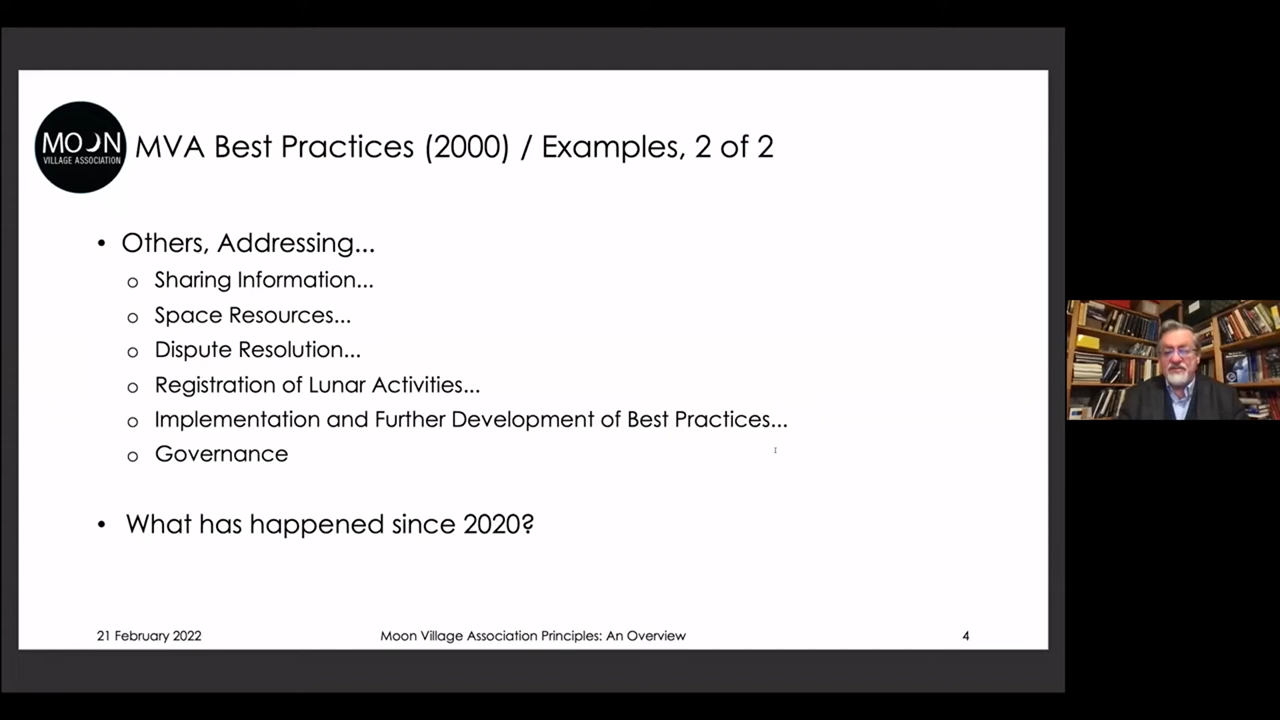 MOON
VILLAGE ASSOCIATION
MVA Best Practices (2000) / Examples, 2 of 2
• Others, Addressing...
o Sharing Information...
o Space Resources...
o Dispute Resolution...
o Registration of Lunar Activities...
o Implementation and Further Development of Best Practices...
o Governance
• What has happened since 2020?
21 February 2022
Moon Village Association Principles: An Overview
4